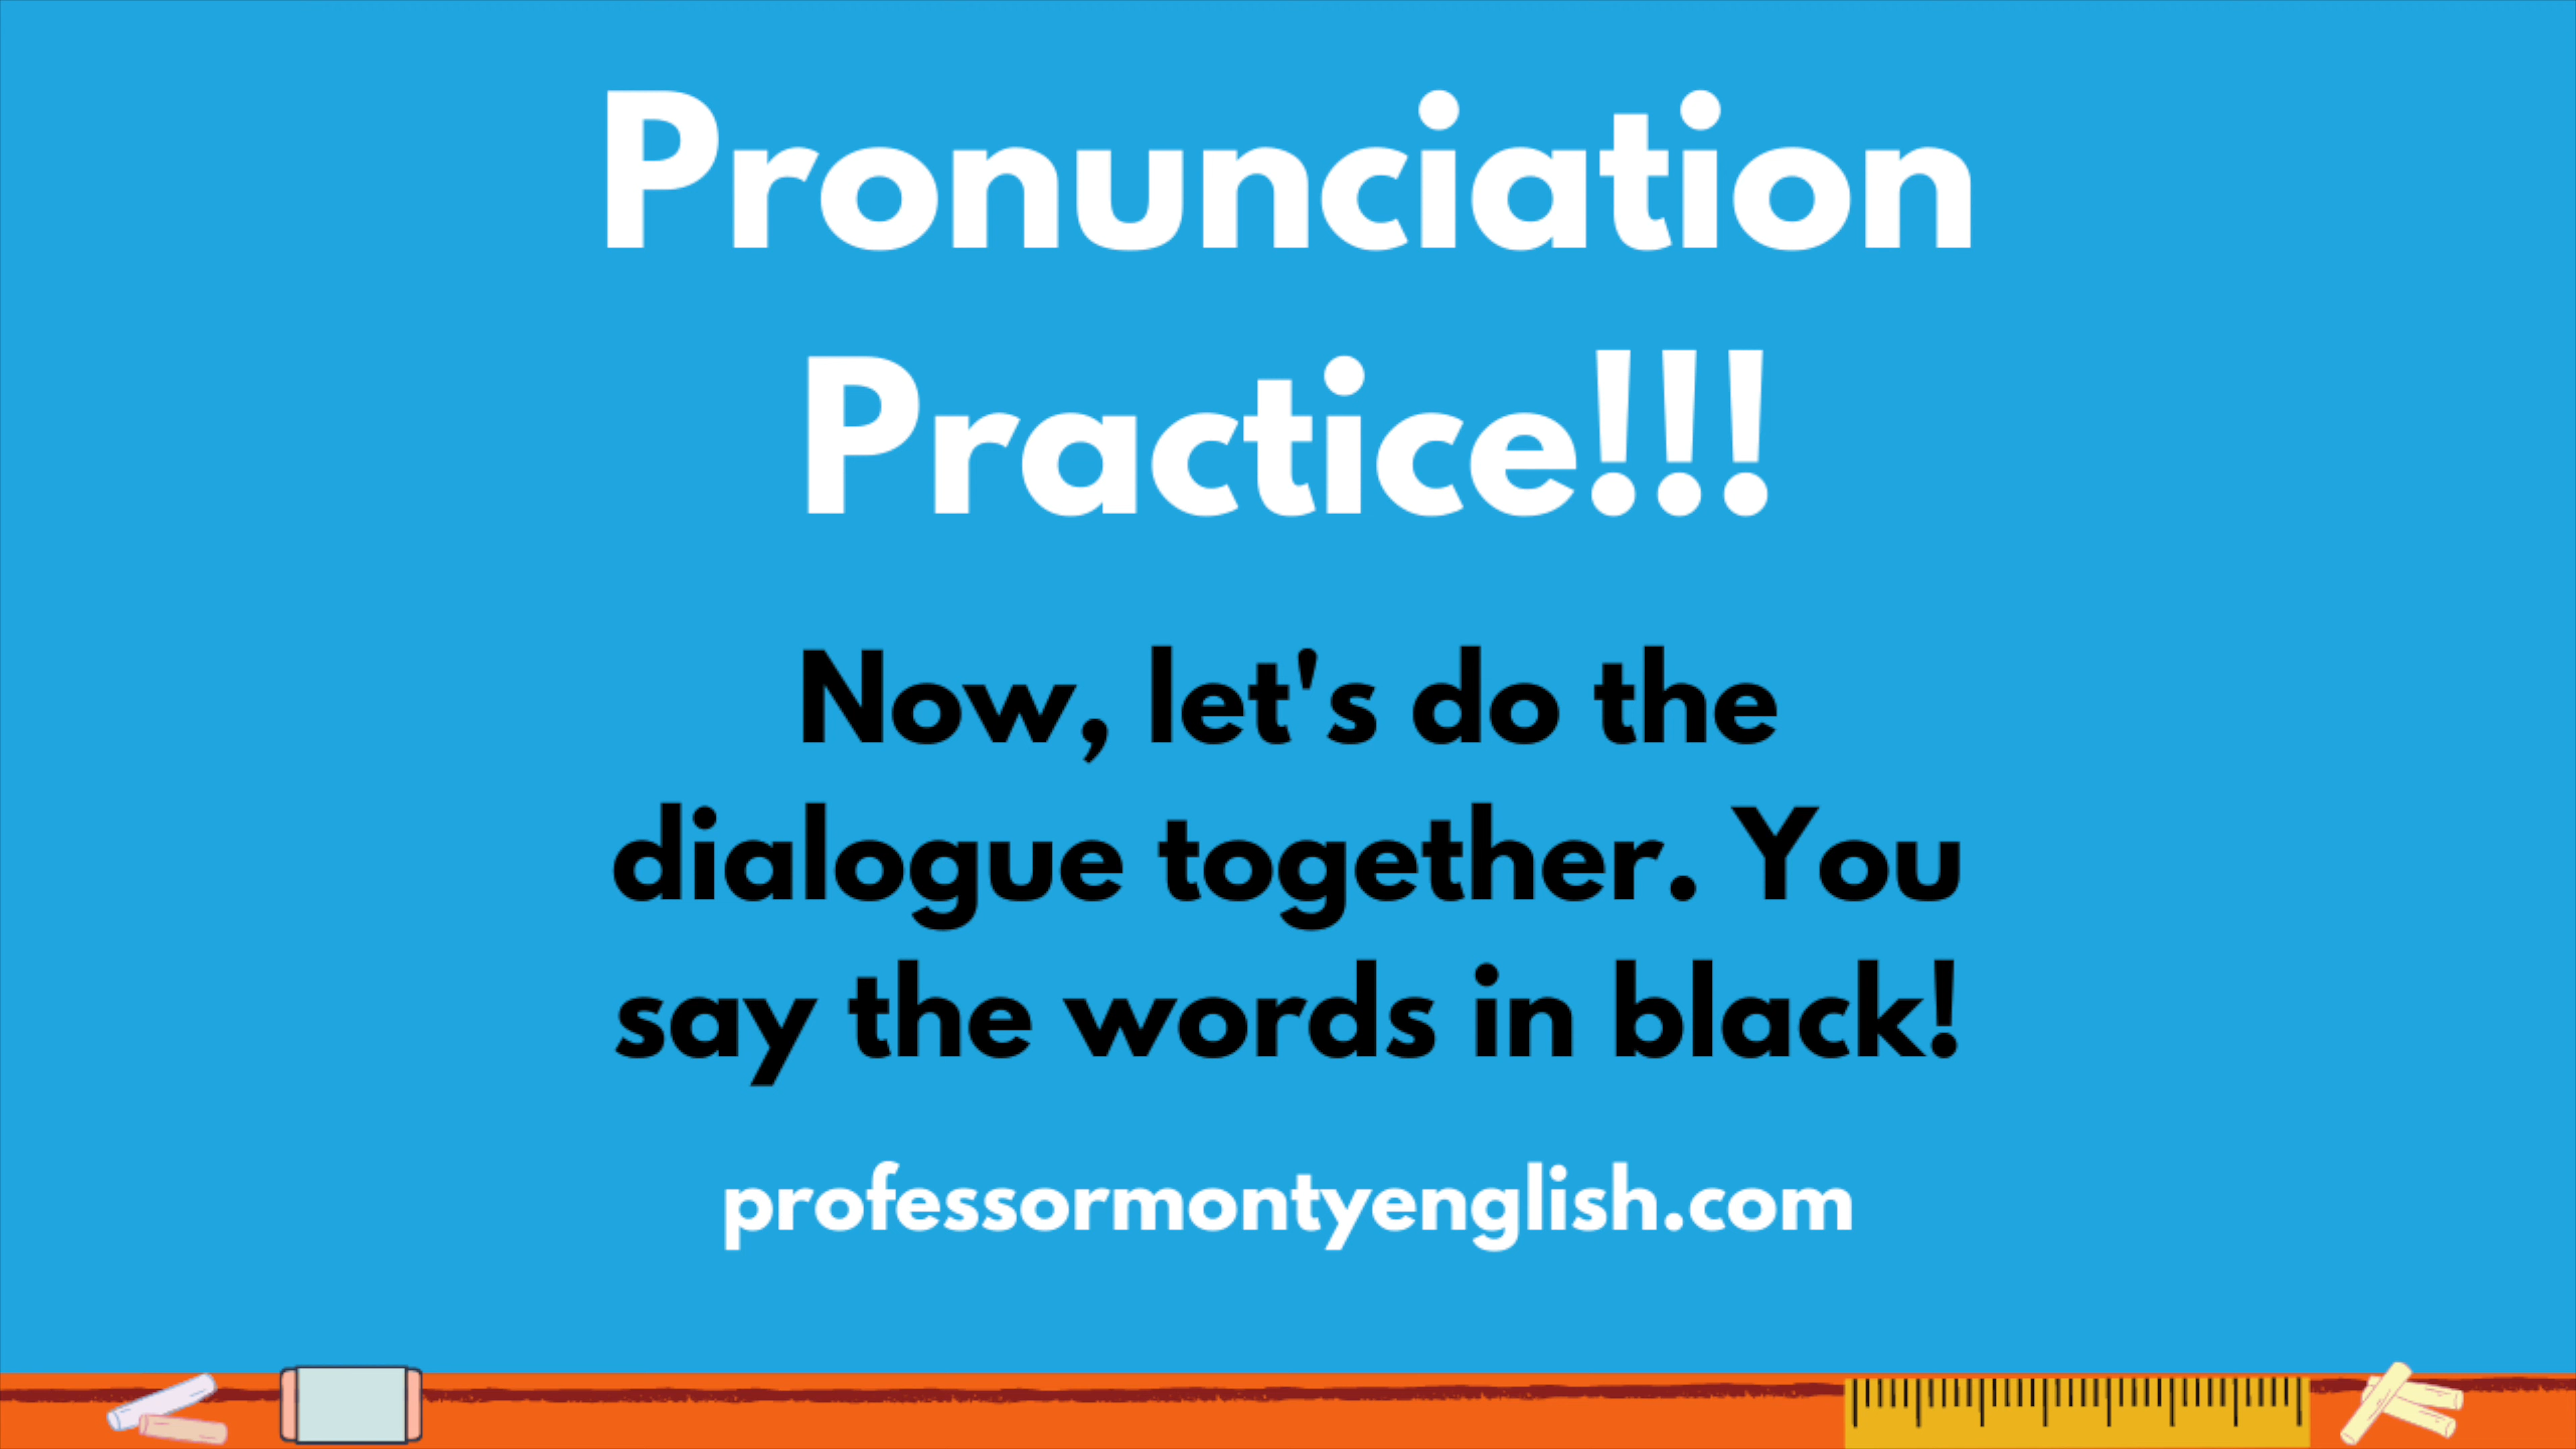 Pronunciation
Practice!!!
Now, let's do the
dialogue together. You
say the words in black!
professormontyenglish.com